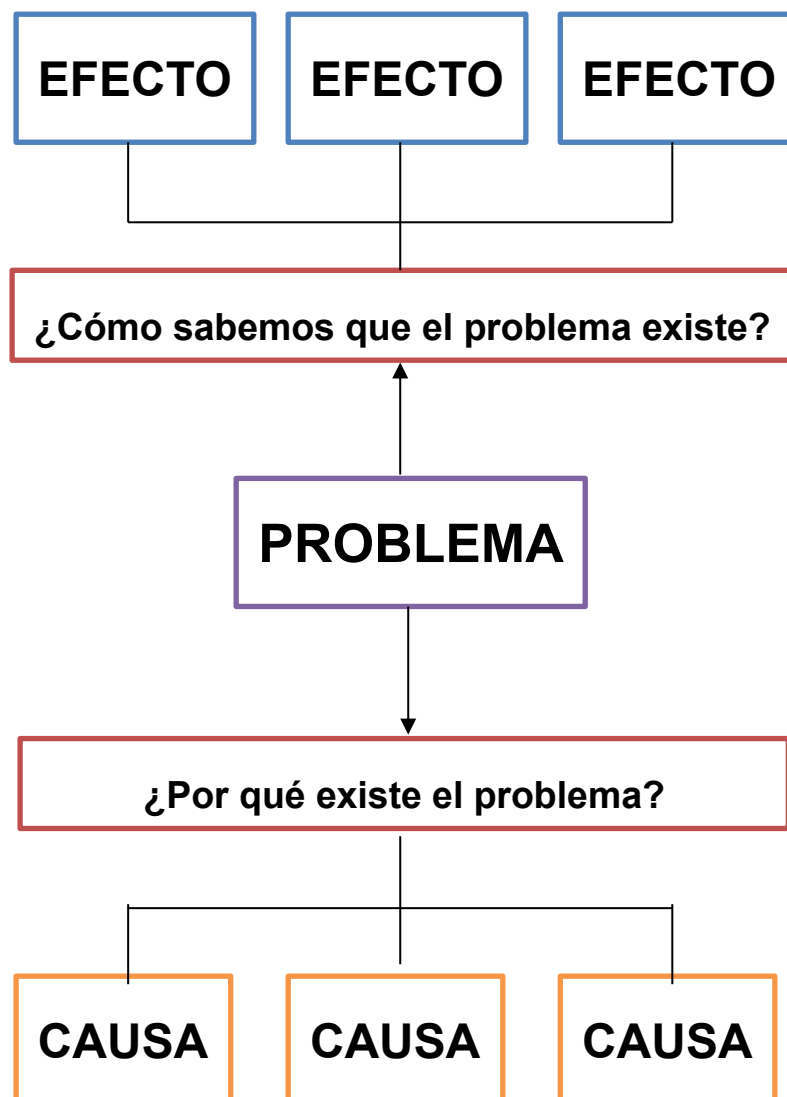 EFECTO EFECTO EFECTO
¿Cómo sabemos que el problema existe?
PROBLEMA
¿Por qué existe el problema?
CAUSA CAUSA CAUSA